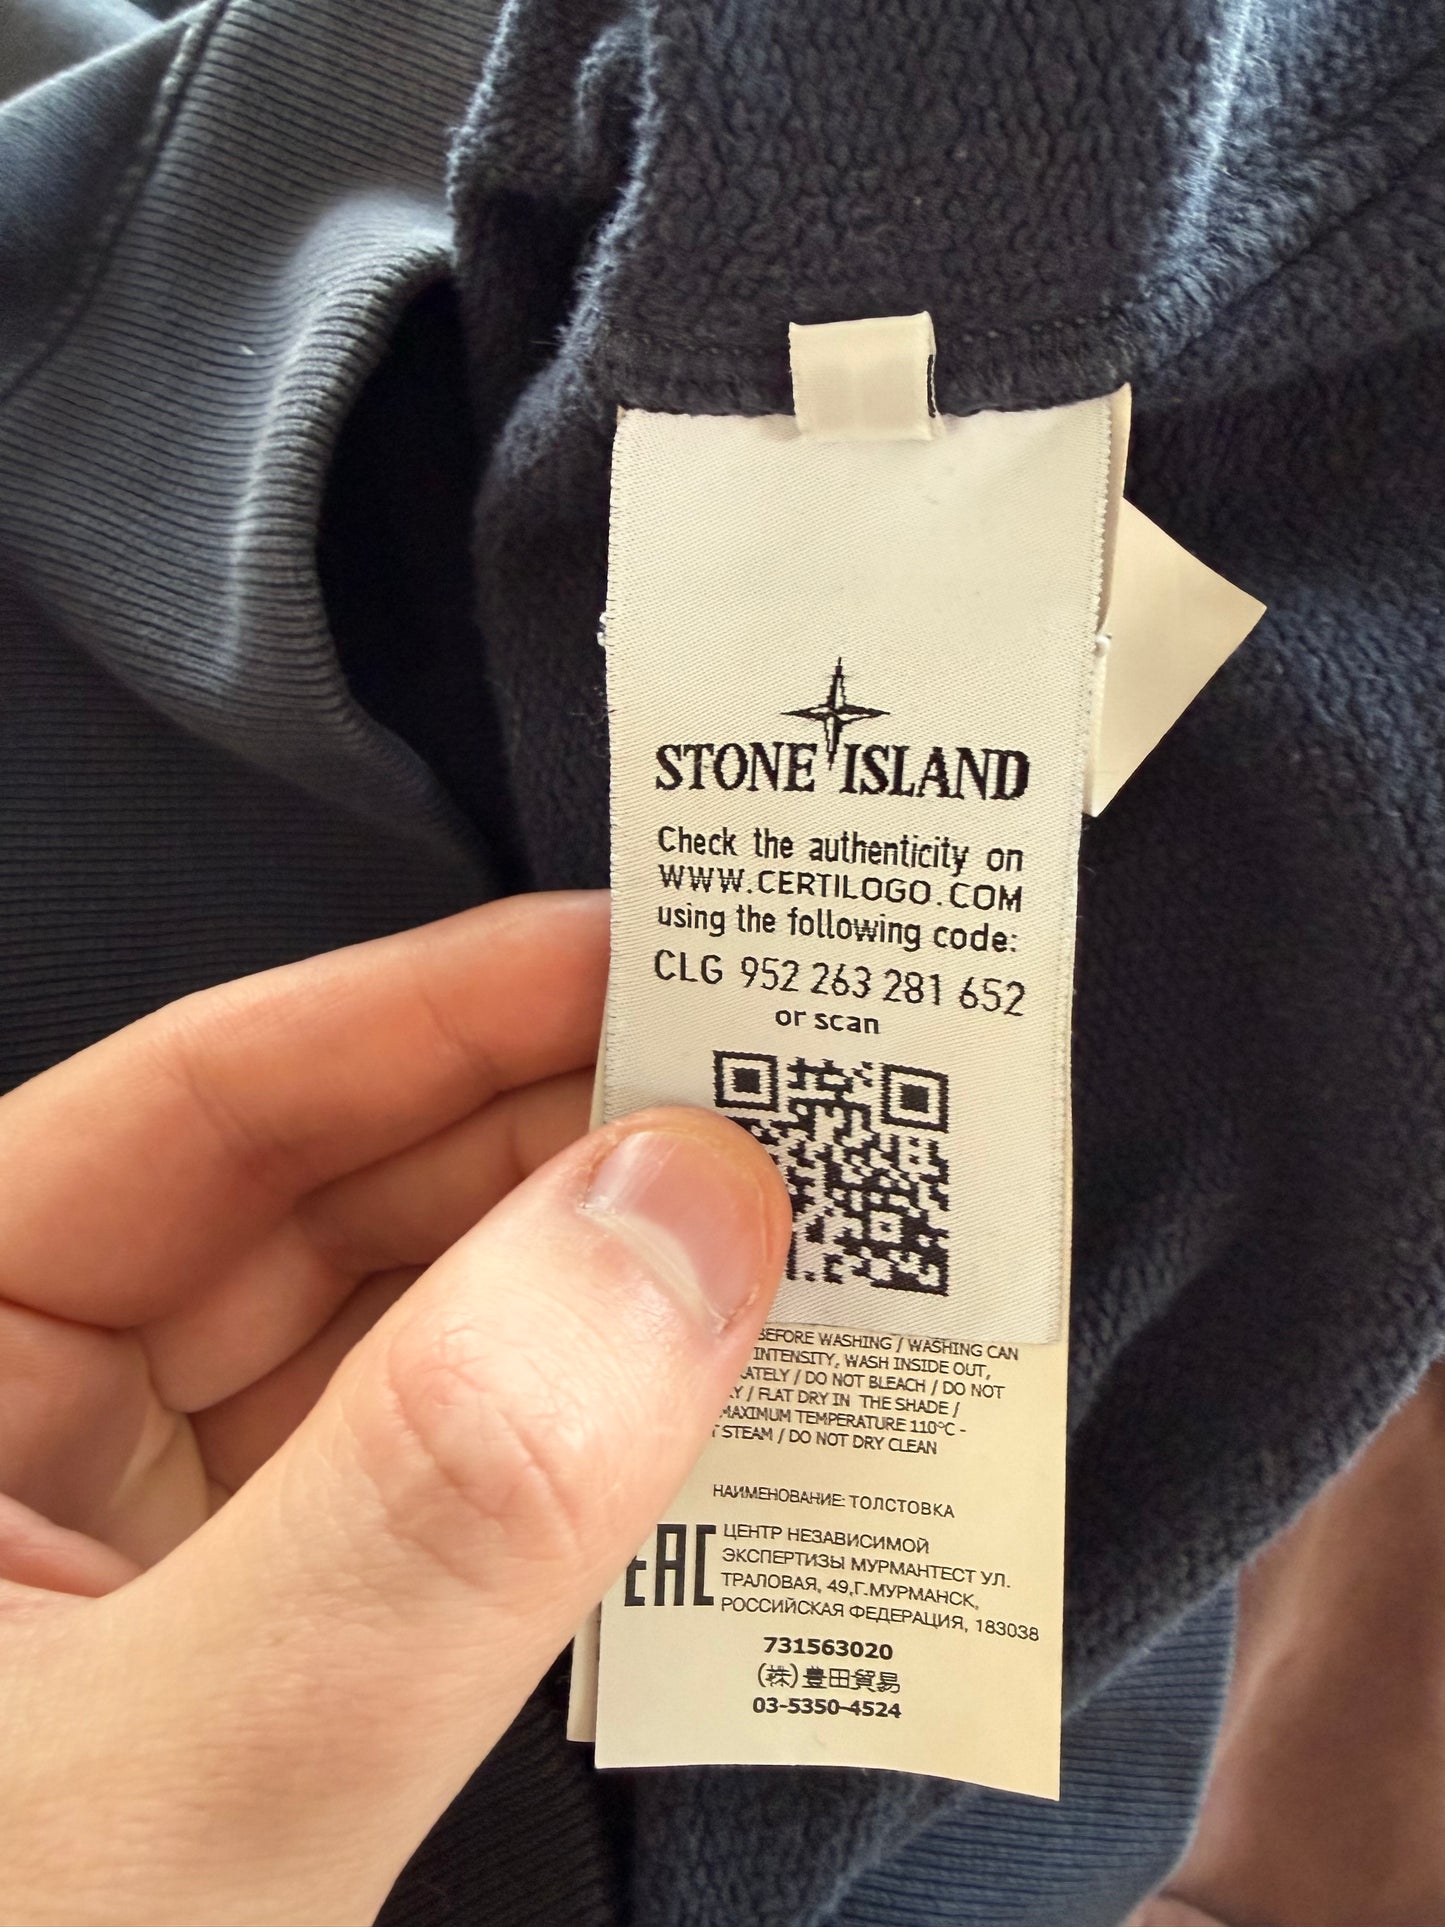 STONE ISLAND
Check the authenticity on
WWW.CERTILOGO.COM
using the following code:
CLG 952 263 281 652
or scan
BEFORE WASHING / WASHING CAN
INTENSITY, WASH INSIDE OUT,
/ DO NOT BLEACH / DO NOT
/ FLAT DRY IN THE SHADE /
MAXIMUM TEMPERATURE 110°C -
STEAM / DO NOT DRY CLEAN
НАИМЕНОВАНИЕ: ТОЛСТОВКА
EAC
ЦЕНТР НЕЗАВИСИМОЙ
ЭКСПЕРТИЗЫ МУРМАНТЕСТ УЛ.
ТРАЛОВАЯ, 49,Г.МУРМАНСК,
РОССИЙСКАЯ ФЕДЕРАЦИЯ, 183038
731563020
(株)豊田貿易
03-5350-4524